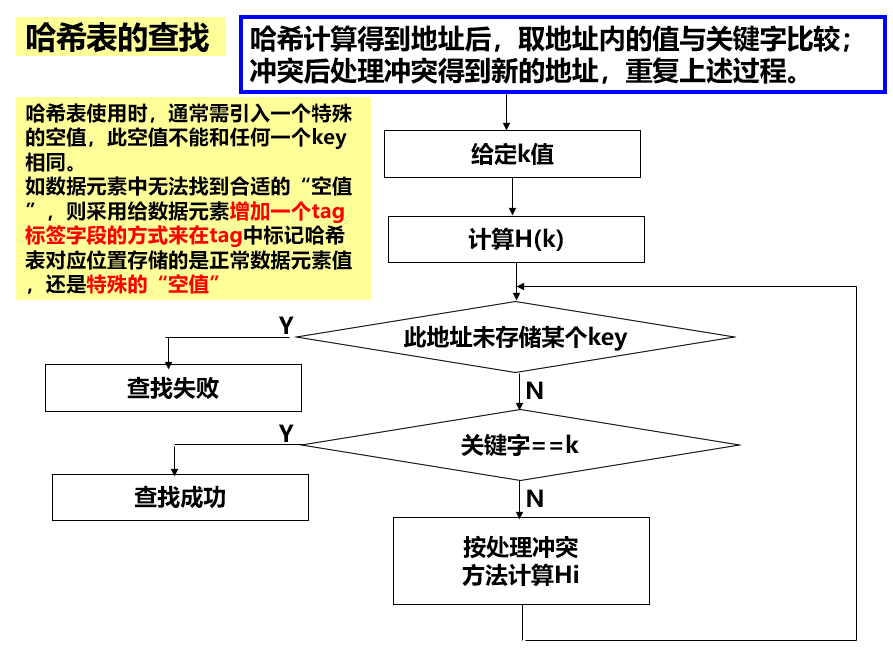 哈希表的查找
哈希计算得到地址后，取地址内的值与关键字比较；
冲突后处理冲突得到新的地址，重复上述过程。
哈希表使用时，通常需引入一个特殊
的空值，此空值不能和任何一个key
相同。
如数据元素中无法找到合适的“空值
”，则采用给数据元素增加一个tag
标签字段的方式来在tag中标记哈希
表对应位置存储的是正常数据元素值
，还是特殊的“空值”
给定k值
计算H(k)
此地址未存储某个key
Y
查找失败
N
关键字==k
Y
查找成功
N
按处理冲突
方法计算Hi